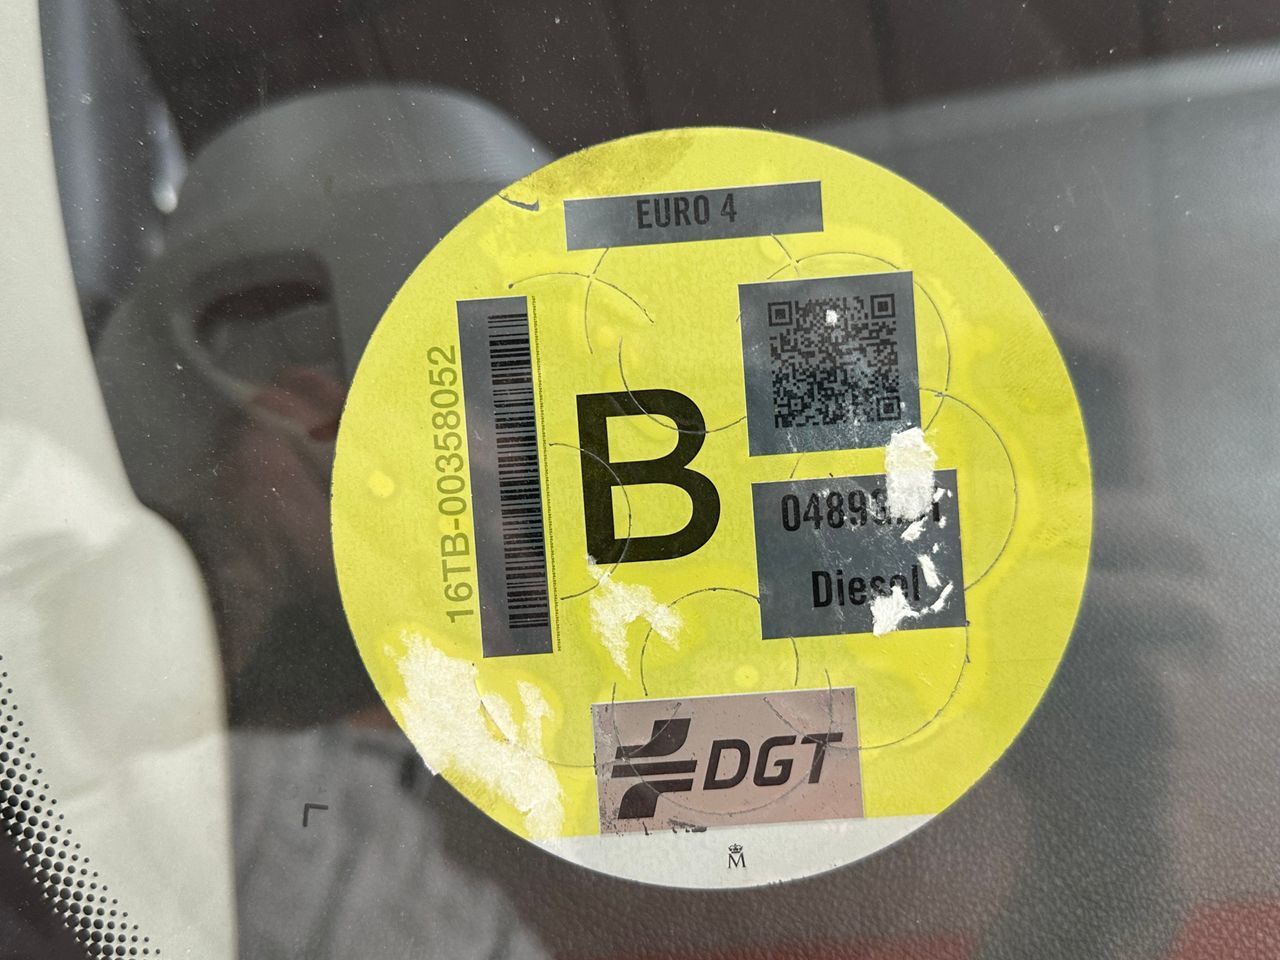 EURO 4
16TB-00358052
B
Diesel
DGT
M